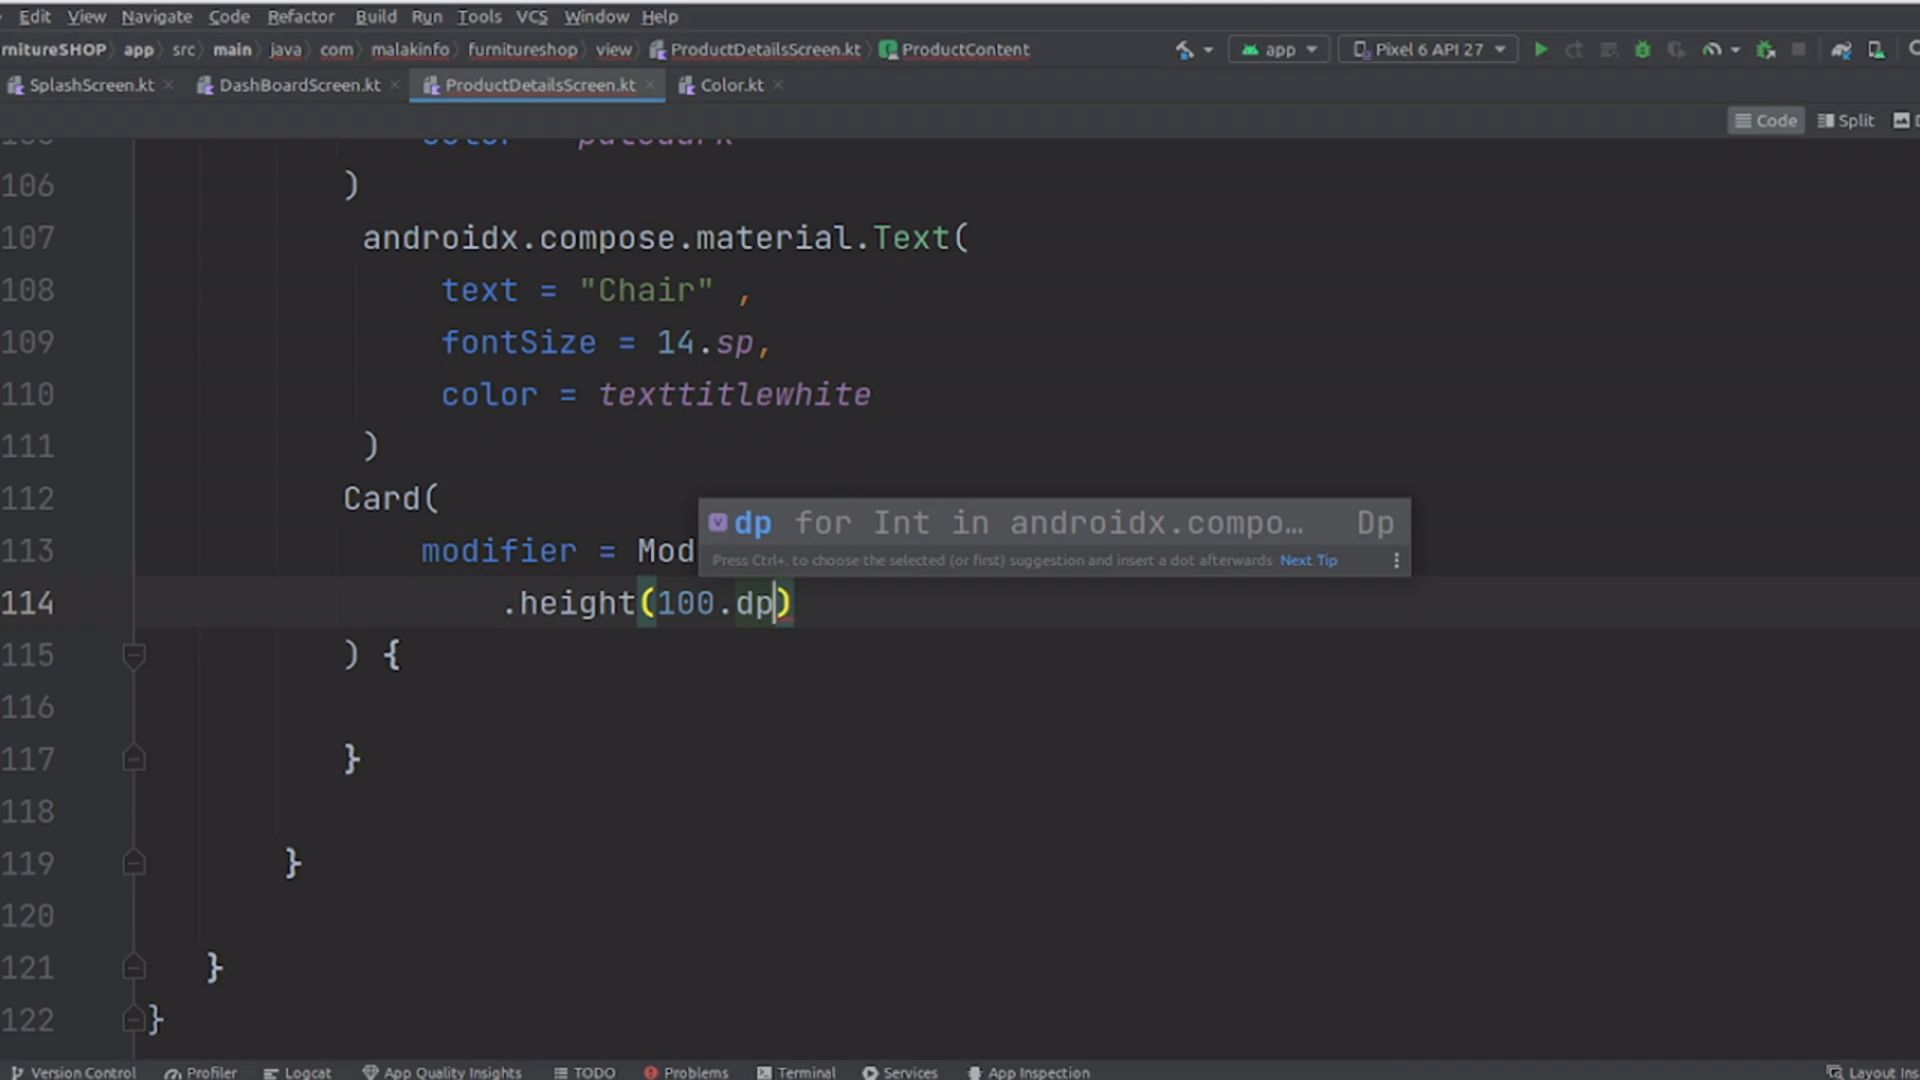 Edit View Navigate Code Refactor Build Run Tools VCS Window Help
rnitureSHOP app src main java com malakinfo furnitureshop view ProductDetailsScreen.kt ProductContent app Pixel 6 API 27
SplashScreen.kt DashBoardScreen.kt ProductDetailsScreen.kt Color.kt
Code Split
106 )
107 androidx.compose.material.Text(
108 text = "Chair" ,
109 fontSize = 14.sp,
110 color = texttitlewhite
111 )
112 Card(
dp for Int in androidx.compo… Dp
113 modifier = Mod
Press Ctrl+. to choose the selected (or first) suggestion and insert a dot afterwards Next Tip
114 .height(100.dp)
115 ) {
116
117 }
118
119 }
120
121 }
122 }
Version Control Profiler Logcat App Quality Insights TODO Problems Terminal Services App Inspection Layout Ins